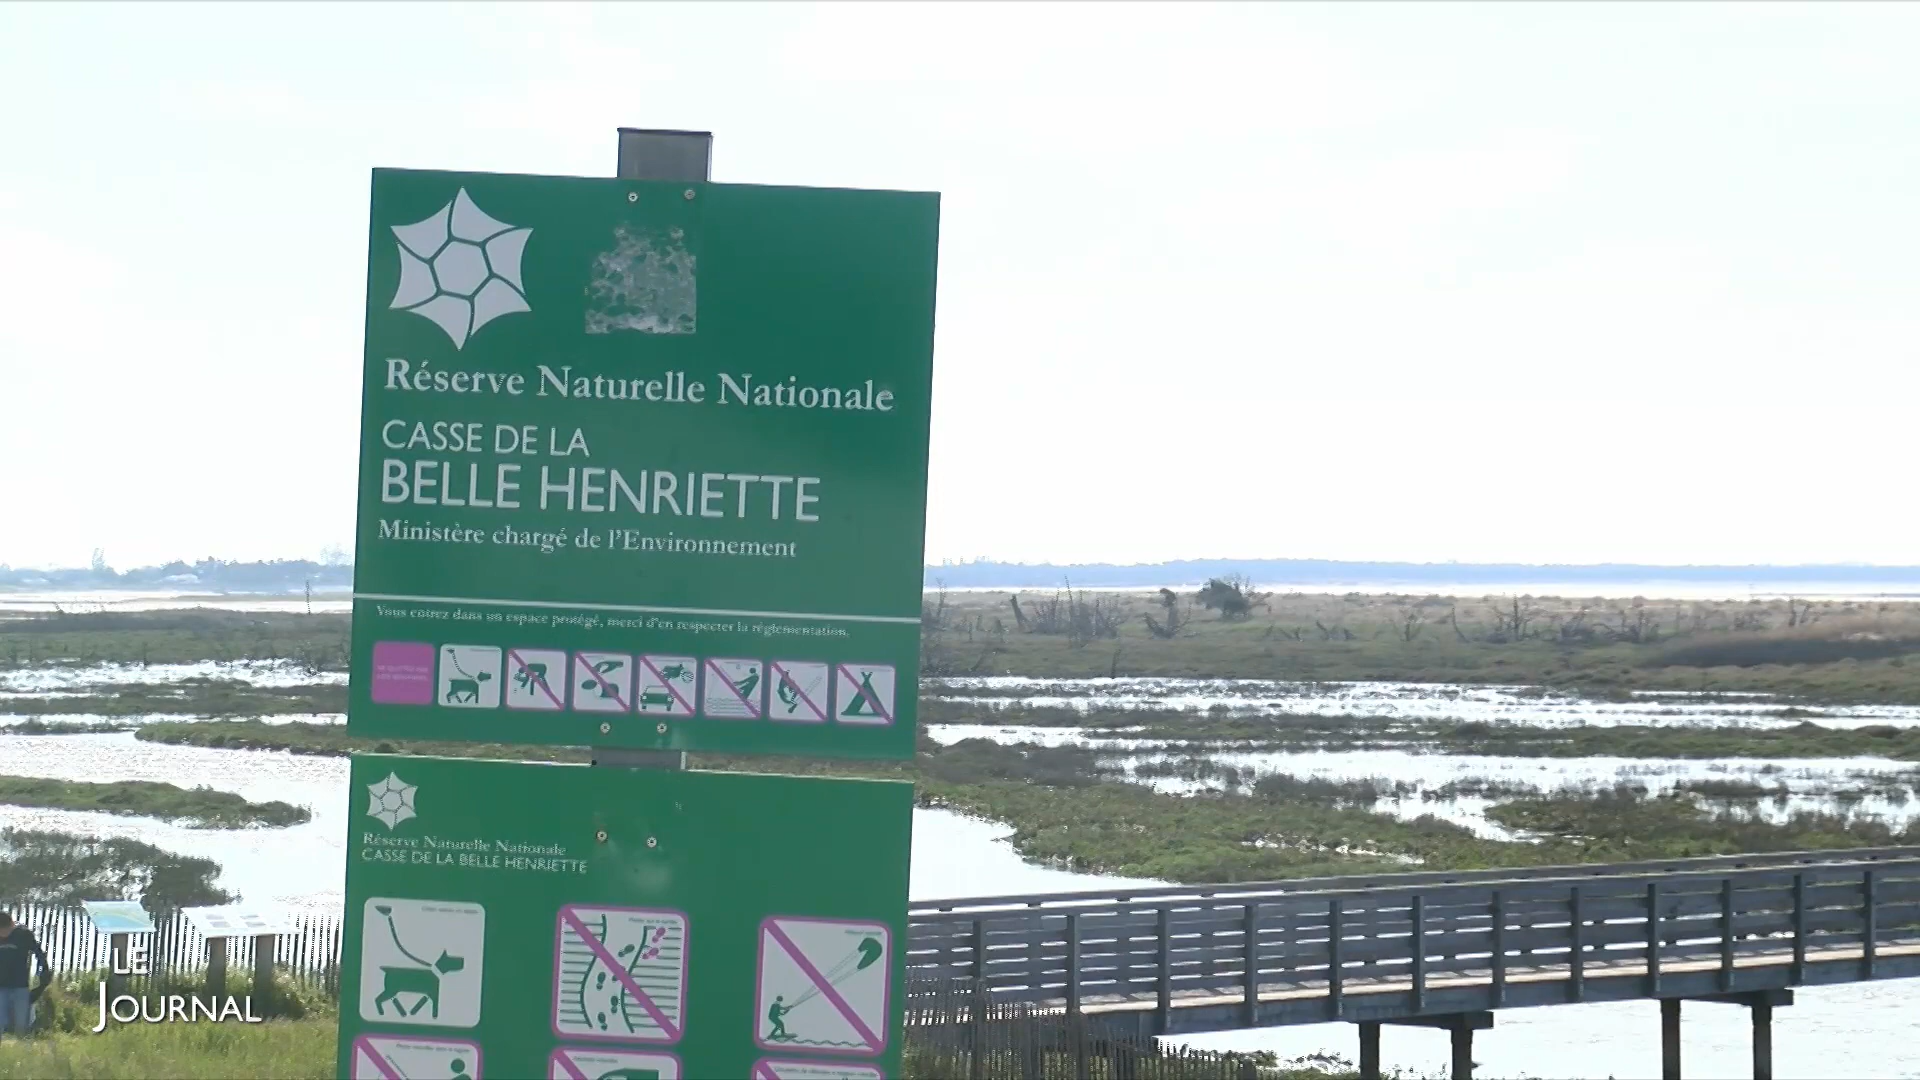 Réserve Naturelle Nationale
CASSE DE LA
BELLE HENRIETTE
Ministère chargé de l'Environnement
Vous entrez dans un espace protégé, merci d'en respecter la réglementation.
Réserve Naturelle Nationale
CASSE DE LA BELLE HENRIETTE
LE
JOURNAL